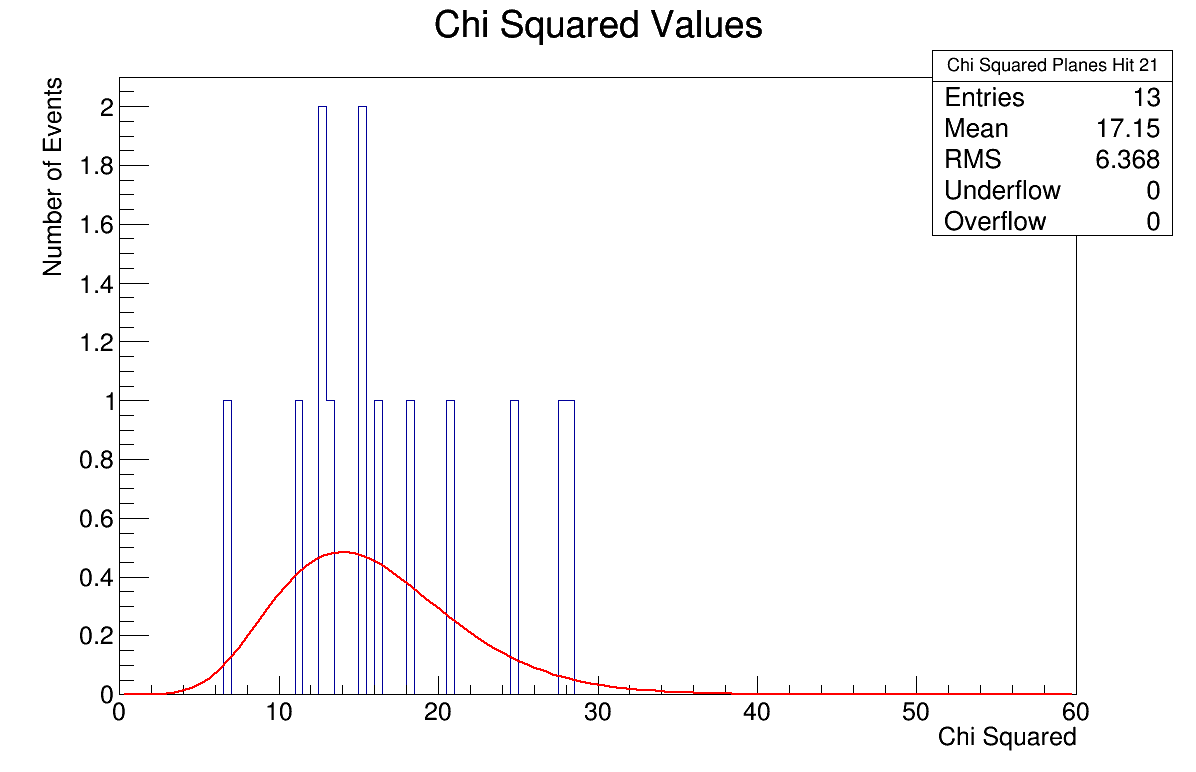 Chi Squared Values
Chi Squared Planes Hit 21
Entries 13
Mean 17.15
RMS 6.368
Underflow 0
Overflow 0
Number of Events
2
1.8
1.6
1.4
1.2
1
0.8
0.6
0.4
0.2
0
0 10 20 30 40 50 60
Chi Squared